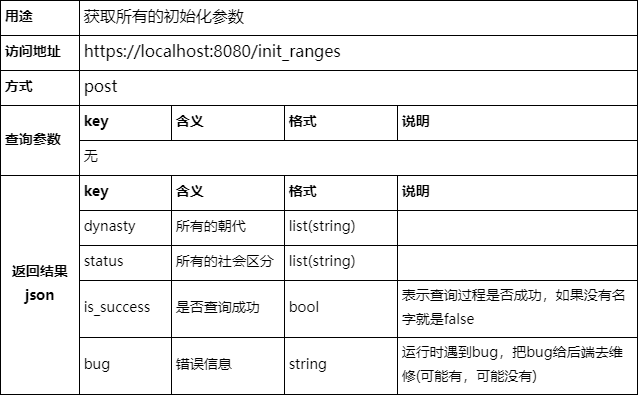 用途 获取所有的初始化参数
访问地址 https://localhost:8080/init_ranges
方式 post
查询参数 key 含义 格式 说明
无
返回结果 json key 含义 格式 说明
dynasty 所有的朝代 list(string)
status 所有的社会区分 list(string)
is_success 是否查询成功 bool 表示查询过程是否成功，如果没有名
字就是false
bug 错误信息 string 运行时遇到bug，把bug给后端去维
修(可能有，可能没有)